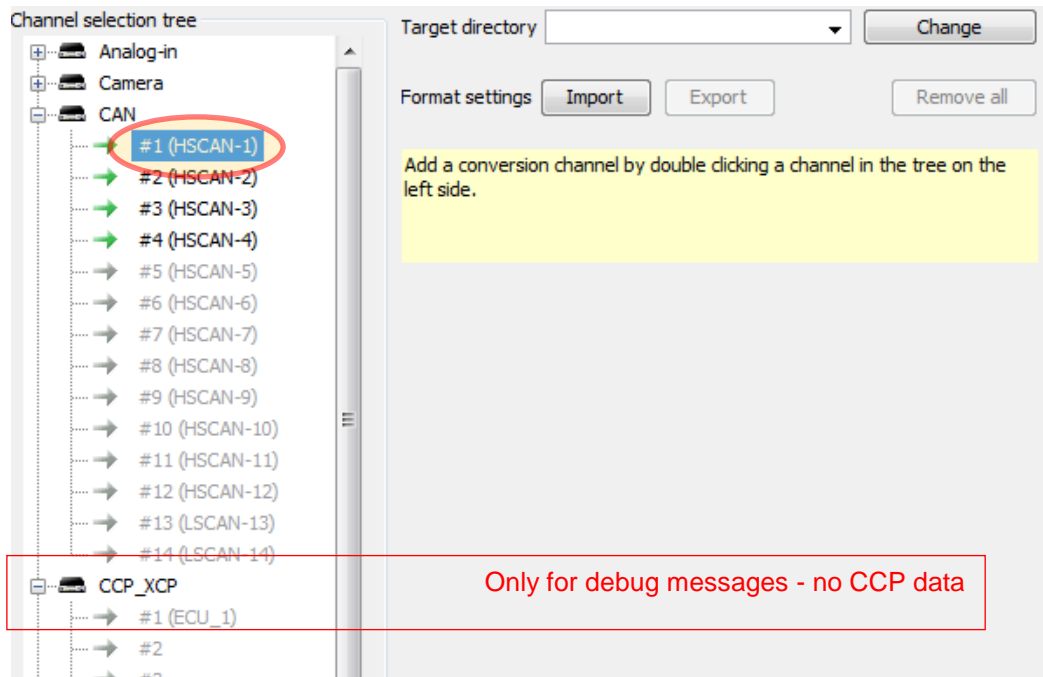 Channel selection tree
Analog-in
Camera
CAN
#1 (HSCAN-1)
#2 (HSCAN-2)
#3 (HSCAN-3)
#4 (HSCAN-4)
#5 (HSCAN-5)
#6 (HSCAN-6)
#7 (HSCAN-7)
#8 (HSCAN-8)
#9 (HSCAN-9)
#10 (HSCAN-10)
#11 (HSCAN-11)
#12 (HSCAN-12)
#13 (LSCAN-13)
#14 (LSCAN-14)
CCP_XCP
#1 (ECU_1)
#2
Target directory Change
Format settings Import Export Remove all
Add a conversion channel by double clicking a channel in the tree on the
left side.
Only for debug messages - no CCP data